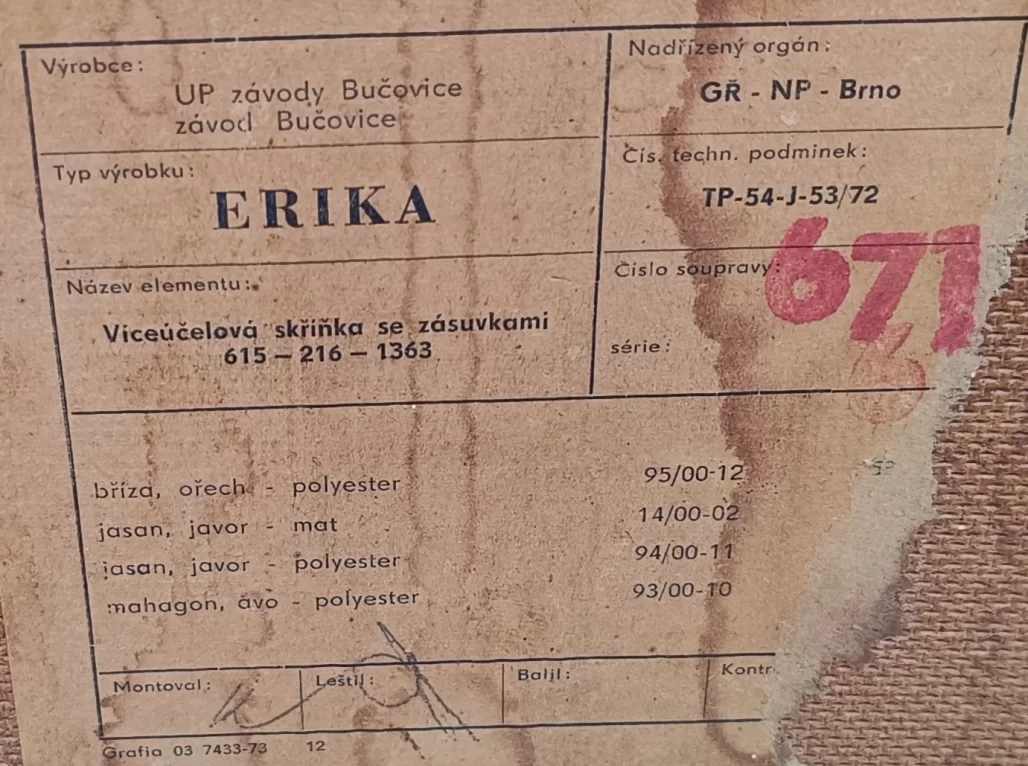 Výrobce:
UP závody Bučovice
závod Bučovice
Nadřízený orgán:
GŘ - NP - Brno
Typ výrobku:
ERIKA
Čís. techn. podmínek:
TP-54-J-53/72
Název elementu:
Víceúčelová skříňka se zásuvkami
615 – 216 – 1363
Číslo soupravy:
671
série:
bříza, ořech - polyester 95/00-12
jasan, javor - mat 14/00-02
jasan, javor - polyester 94/00-11
mahagon, avo - polyester 93/00-10
Montoval:
Leštil:
Balil:
Kontr
Grafia 03 7433-73 12